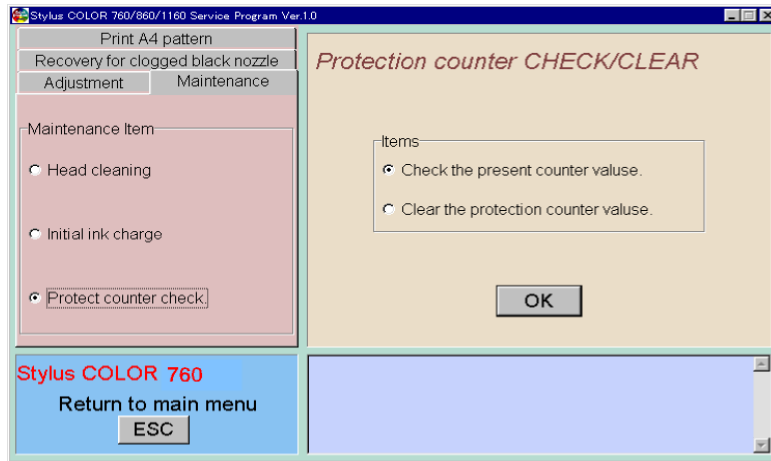 Stylus COLOR 760/860/1160 Service Program Ver.1.0
Print A4 pattern
Recovery for clogged black nozzle
Adjustment
Maintenance
Maintenance Item
Head cleaning
Initial ink charge
Protect counter check.
Protection counter CHECK/CLEAR
Items
Check the present counter valuse.
Clear the protection counter valuse.
OK
Stylus COLOR 760
Return to main menu
ESC